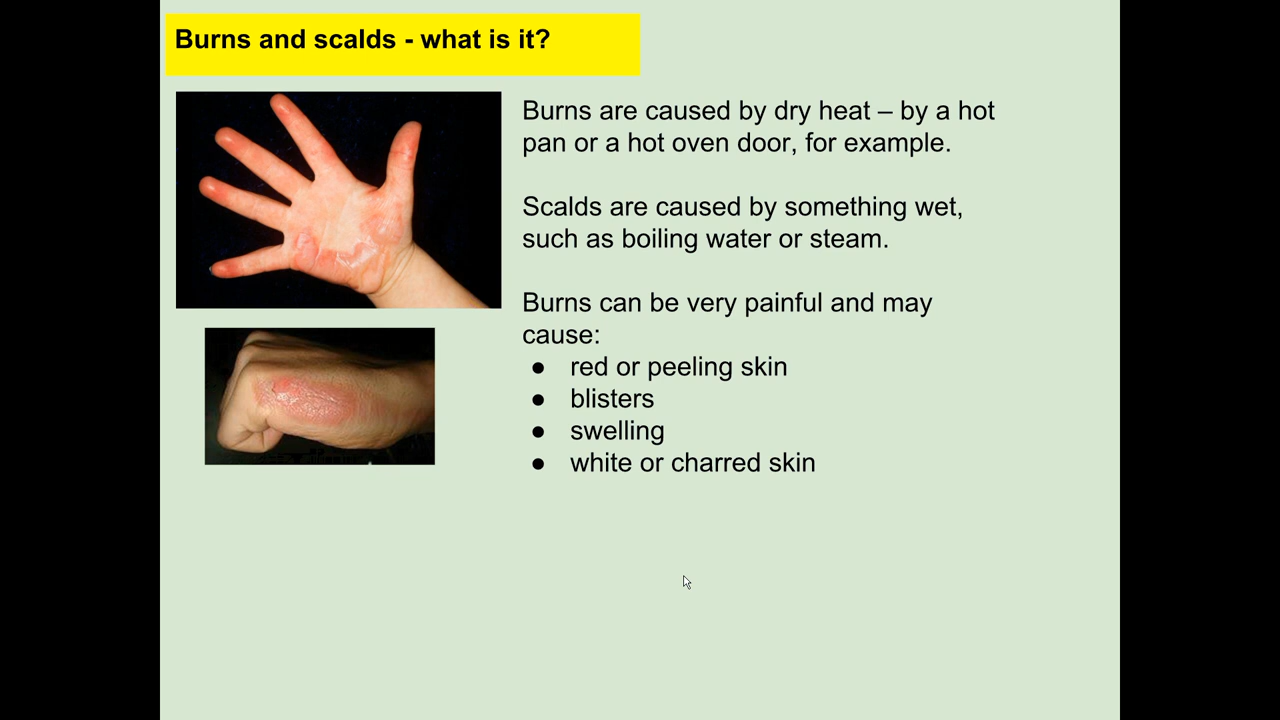 Burns and scalds - what is it?
Burns are caused by dry heat – by a hot
pan or a hot oven door, for example.
Scalds are caused by something wet,
such as boiling water or steam.
Burns can be very painful and may
cause:
● red or peeling skin
● blisters
● swelling
● white or charred skin